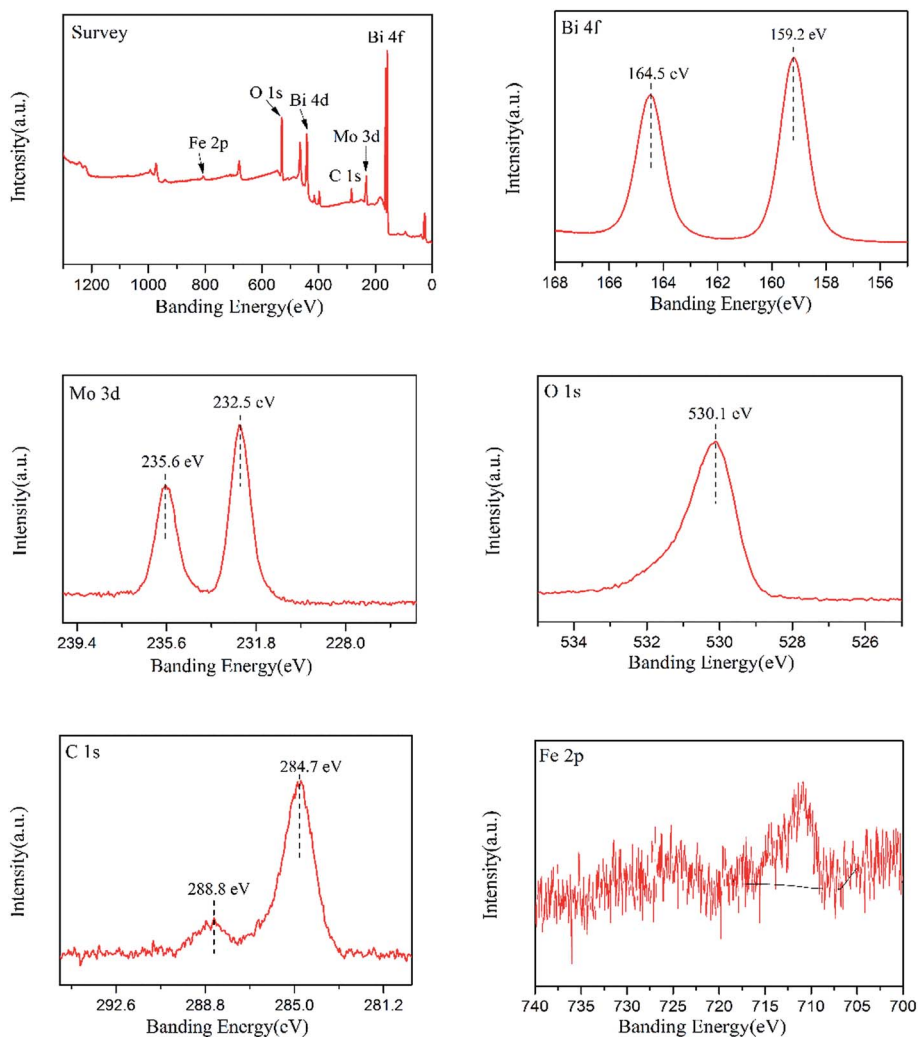 Survey
Bi 4f
O 1s
Bi 4d
Fe 2p
Mo 3d
C 1s
Intensity(a.u.)
1200 1000 800 600 400 200 0
Banding Energy(eV)
Bi 4f
159.2 eV
164.5 cV
Intensity(a.u.)
168 166 164 162 160 158 156
Banding Energy(eV)
Mo 3d
232.5 cV
235.6 eV
Intensity(a.u.)
239.4 235.6 231.8 228.0
Banding Energy(eV)
O 1s
530.1 eV
Intensity(a.u.)
534 532 530 528 526
Banding Energy(eV)
C 1s
284.7 eV
288.8 eV
Intensity(a.u.)
292.6 288.8 285.0 281.2
Banding Energy(cV)
Fe 2p
Intensity(a.u.)
740 735 730 725 720 715 710 705 700
Banding Energy(eV)